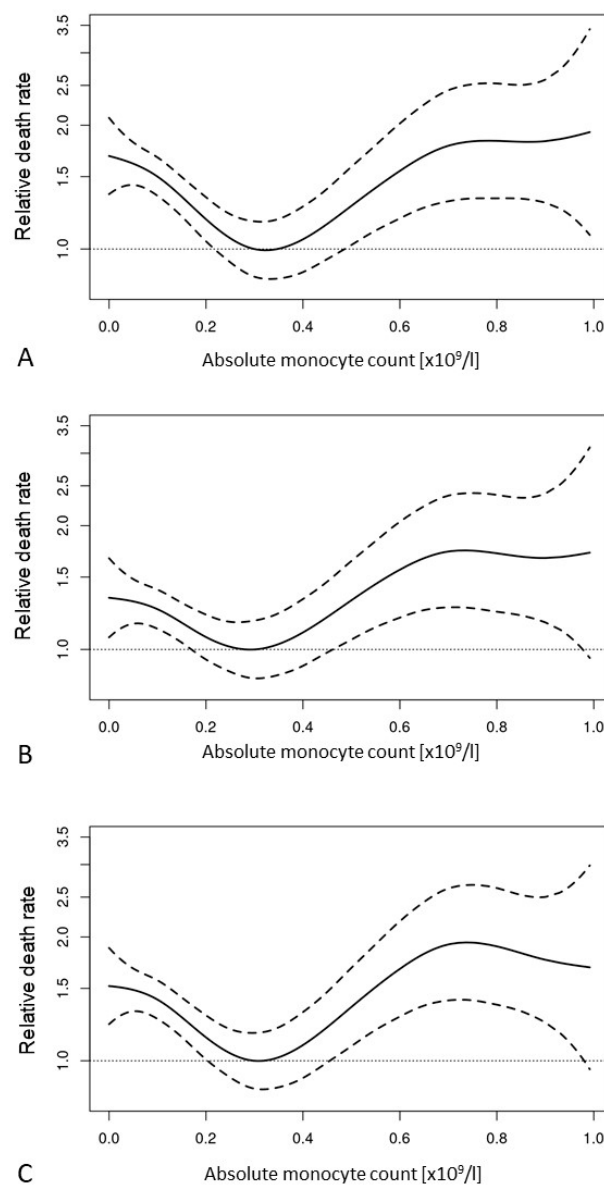 3.5
2.5
2.0
1.5
1.0
Relative death rate
0.0 0.2 0.4 0.6 0.8 1.0
A Absolute monocyte count [x10⁹/l]
3.5
2.5
2.0
1.5
1.0
Relative death rate
0.0 0.2 0.4 0.6 0.8 1.0
B Absolute monocyte count [x10⁹/l]
3.5
2.5
2.0
1.5
1.0
Relative death rate
0.0 0.2 0.4 0.6 0.8 1.0
C Absolute monocyte count [x10⁹/l]